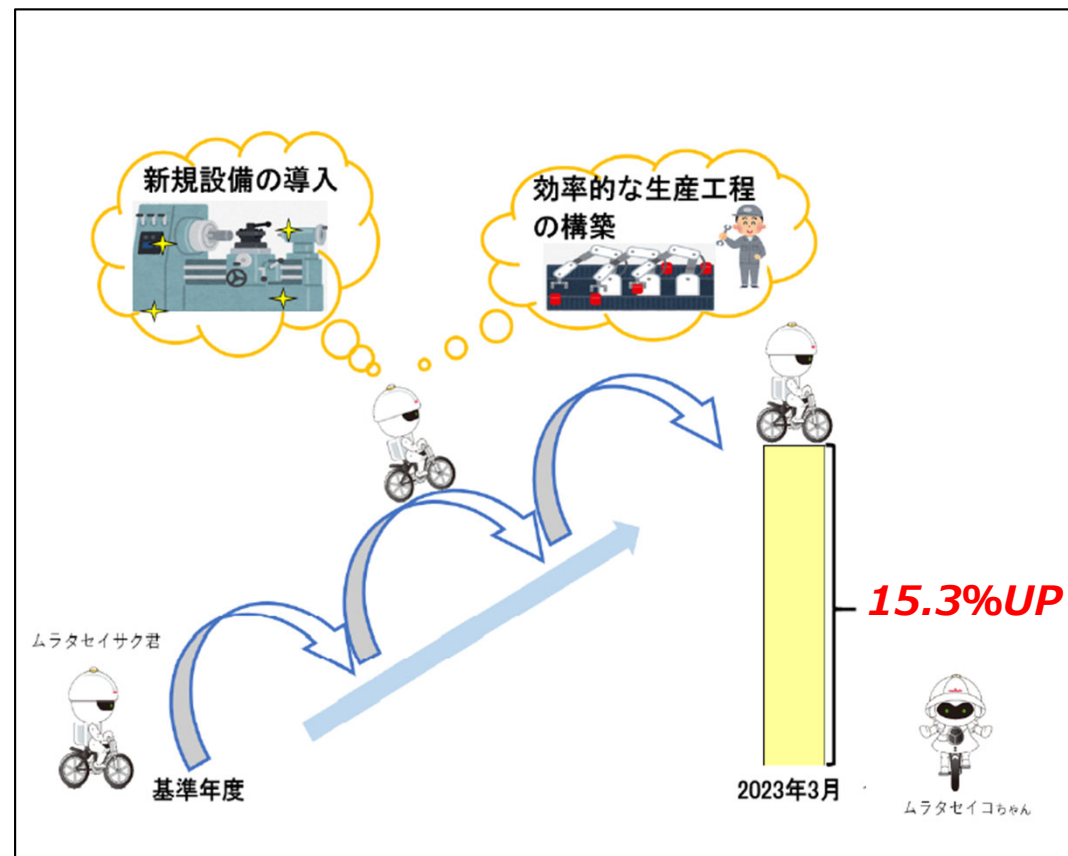 新規設備の導入
効率的な生産工程
の構築
15.3%UP
ムラタセイサク君
基準年度
2023年3月
ムラタセイコちゃん